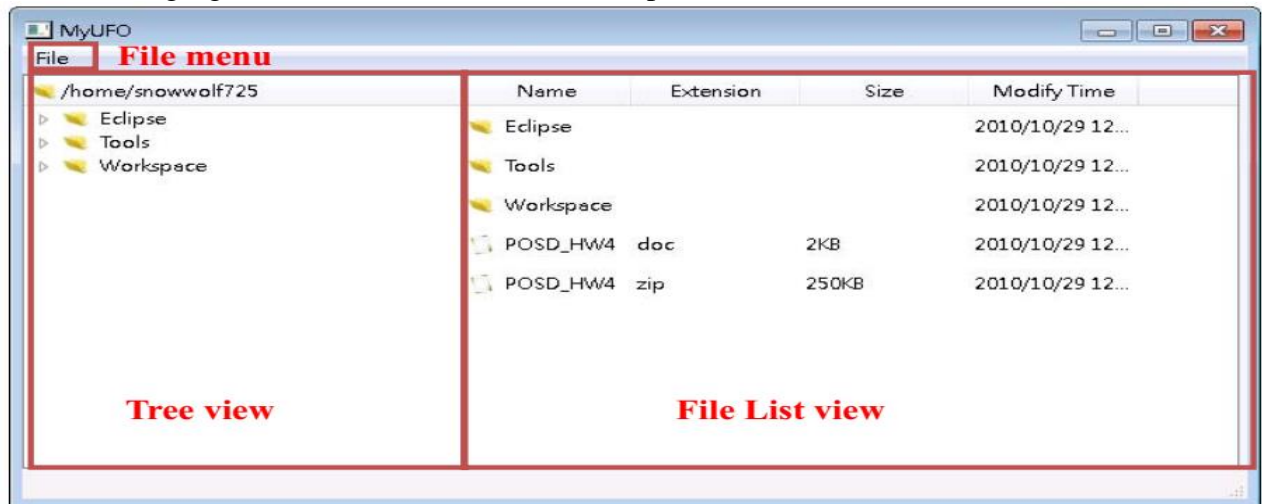 MyUFO
File File menu
/home/snowwolf725 Name Extension Size Modify Time
Eclipse Eclipse 2010/10/29 12...
Tools Tools 2010/10/29 12...
Workspace Workspace 2010/10/29 12...
POSD_HW4 doc 2KB 2010/10/29 12...
POSD_HW4 zip 250KB 2010/10/29 12...
Tree view File List view